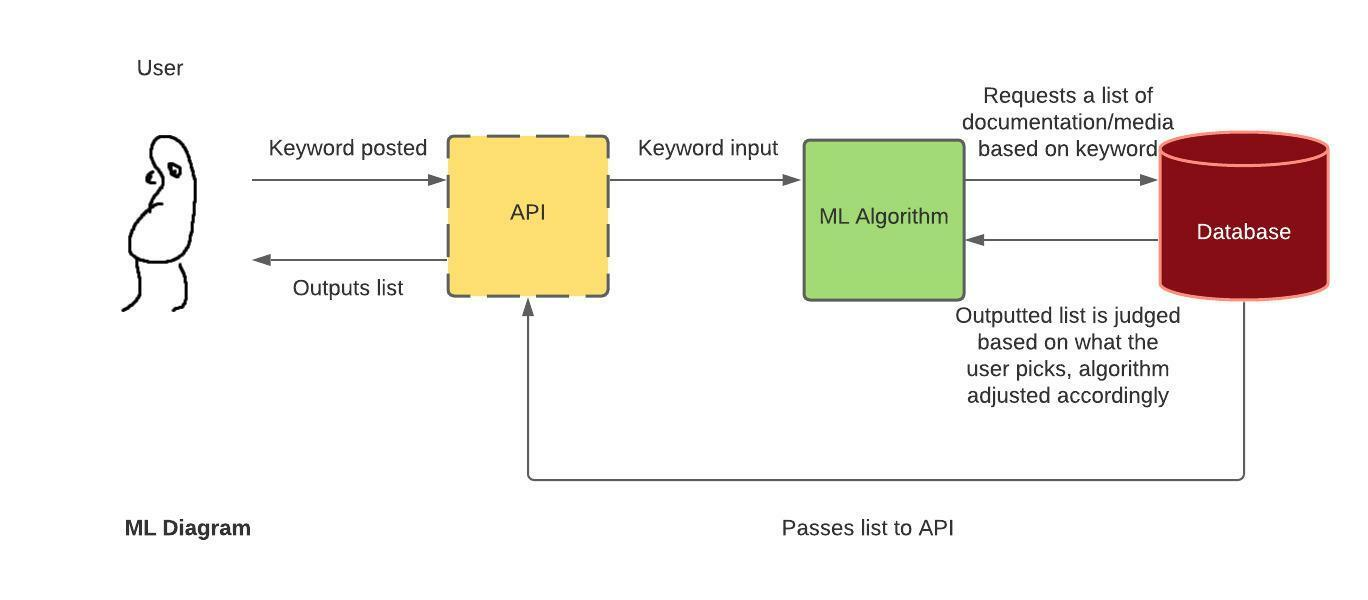 User
Keyword posted
Outputs list
API
Keyword input
ML Algorithm
Requests a list of
documentation/media
based on keyword
Database
Outputted list is judged
based on what the
user picks, algorithm
adjusted accordingly
ML Diagram
Passes list to API